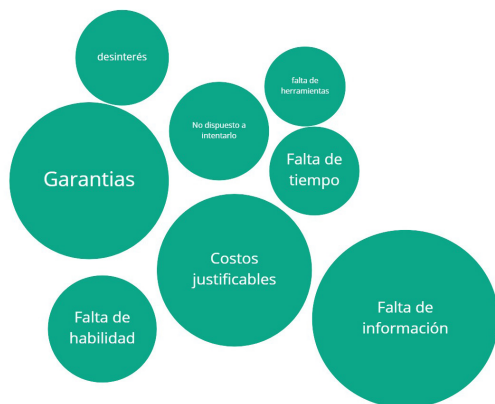 desinterés
falta de
herramientas
No dispuesto a
intentarlo
Falta de
tiempo
Garantias
Costos
justificables
Falta de
habilidad
Falta de
información